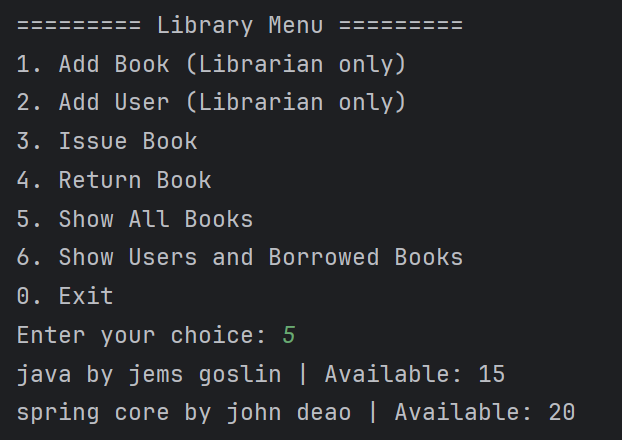 ========= Library Menu =========
1. Add Book (Librarian only)
2. Add User (Librarian only)
3. Issue Book
4. Return Book
5. Show All Books
6. Show Users and Borrowed Books
0. Exit
Enter your choice: 5
java by jems goslin | Available: 15
spring core by john deao | Available: 20